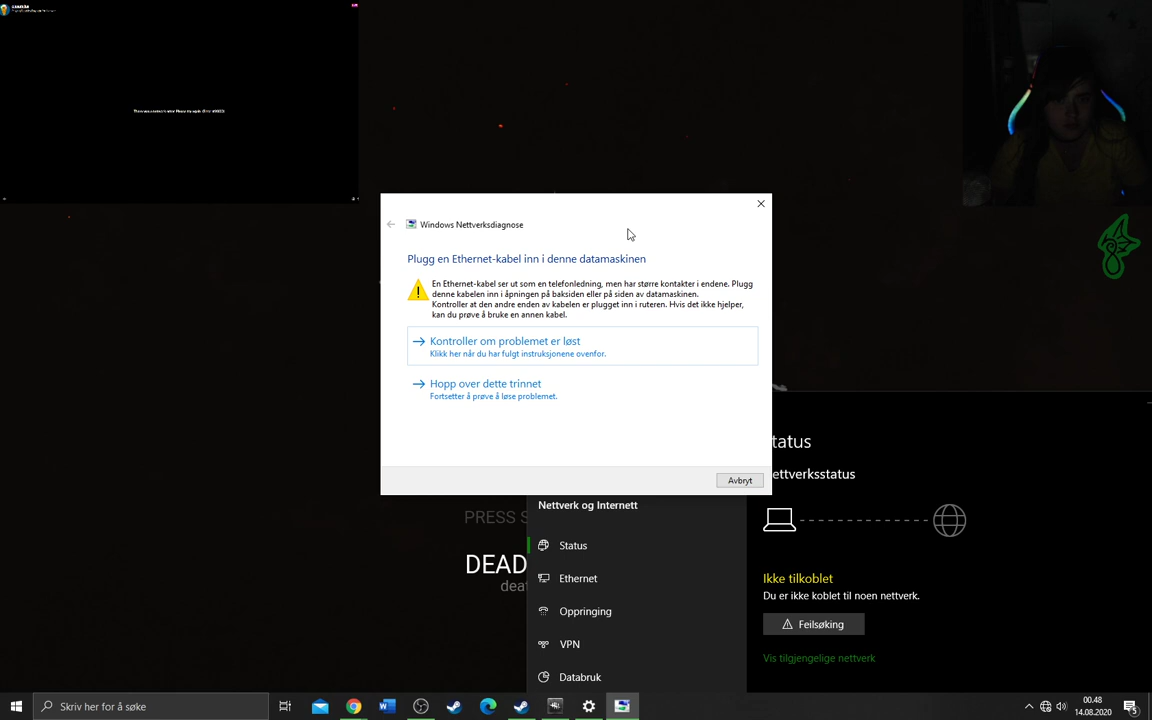 Windows Nettverksdiagnose
Plugg en Ethernet-kabel inn i denne datamaskinen
En Ethernet-kabel ser ut som en telefonledning, men har større kontakter i endene. Plugg
denne kabelen inn i åpningen på baksiden eller på siden av datamaskinen.
Kontroller at den andre enden av kabelen er plugget inn i ruteren. Hvis det ikke hjelper,
kan du prøve å bruke en annen kabel.
Kontroller om problemet er løst
Klikk her når du har fulgt instruksjonene ovenfor.
Hopp over dette trinnet
Fortsetter å prøve å løse problemet.
Avbryt
tatus
ettverksstatus
Nettverk og Internett
PRESS S
Status
DEAD
deat
Ethernet
Oppringing
VPN
Databruk
Ikke tilkoblet
Du er ikke koblet til noen nettverk.
Feilsøking
Vis tilgjengelige nettverk
Skriv her for å søke
00.48
14.08.2020
5